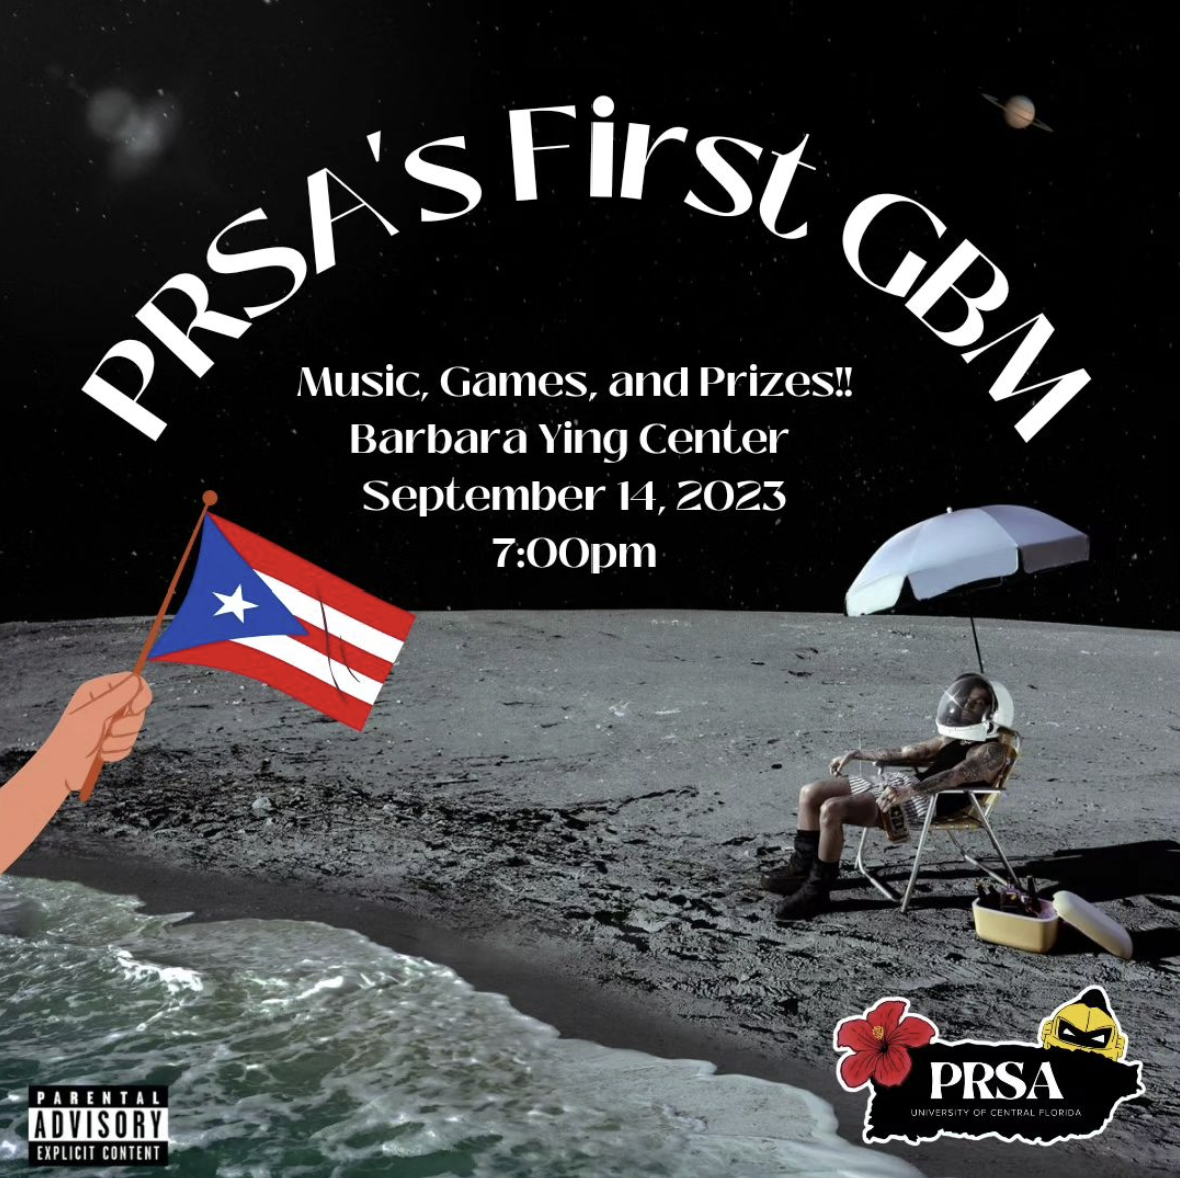 PRSA's First GBM
Music, Games, and Prizes!!
Barbara Ying Center
September 14, 2023
7:00pm
PRSA
UNIVERSITY OF CENTRAL FLORIDA
PARENTAL
ADVISORY
EXPLICIT CONTENT